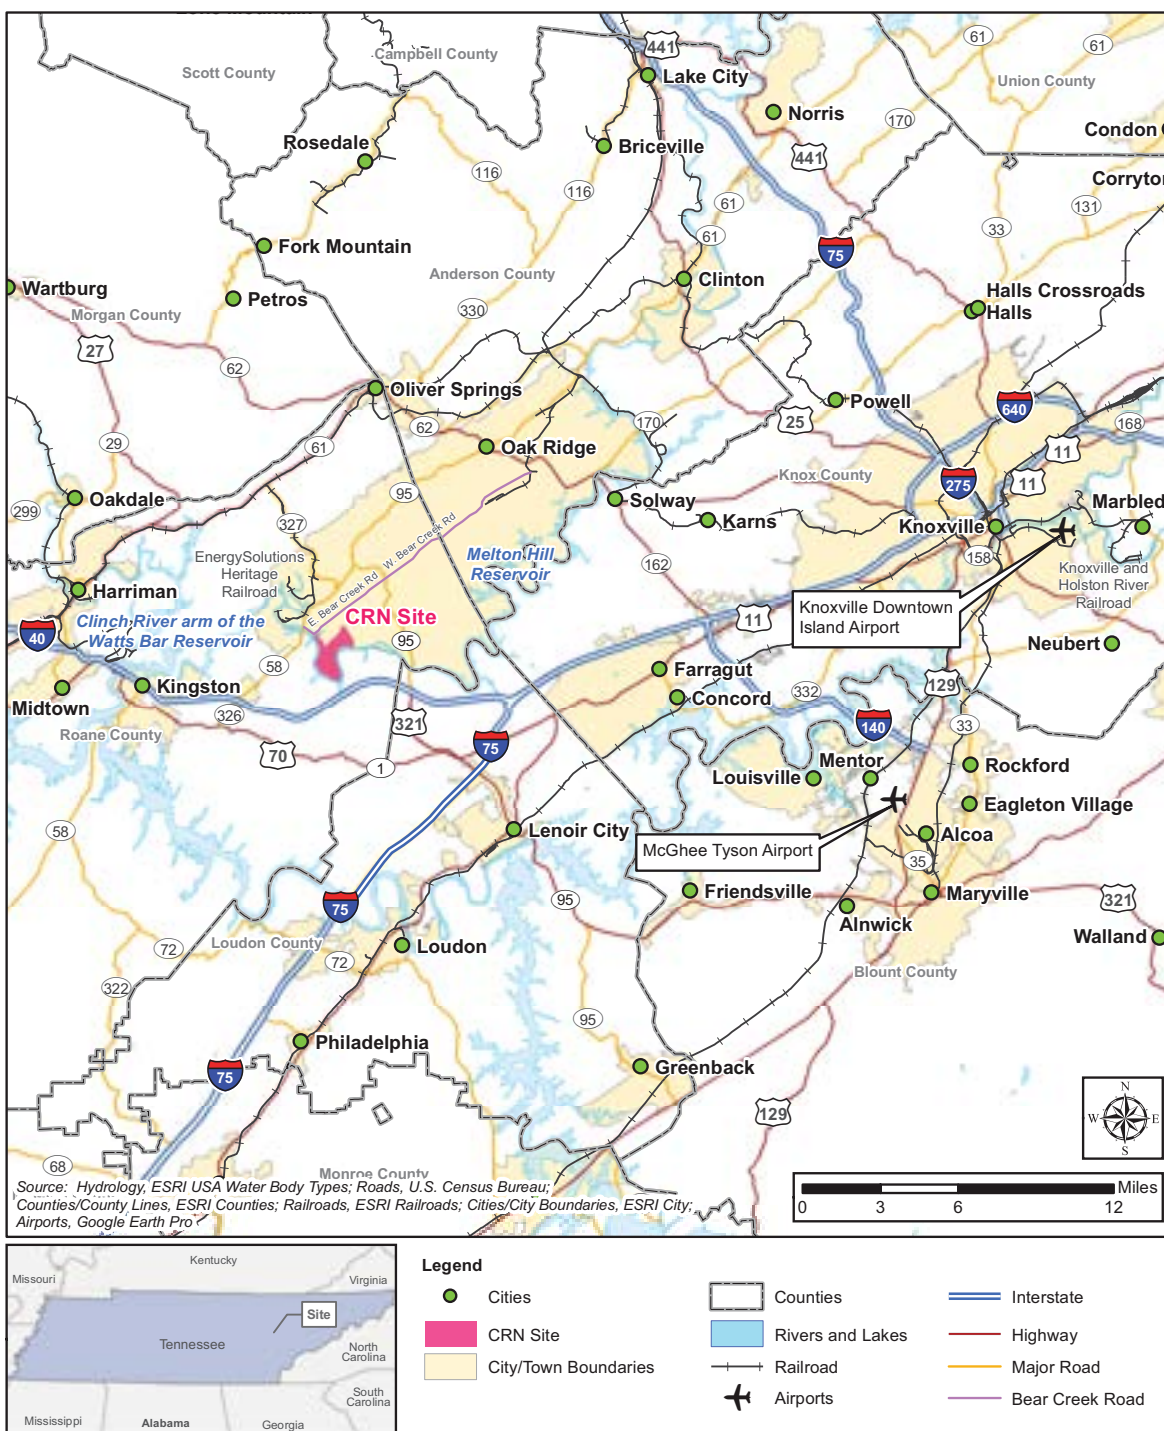 441
61
61
Campbell County
Scott County
Union County
Lake City
Norris
170
Condon
Rosedale
Briceville
441
116
116
61
131
Corryton
33
61
Fork Mountain
75
Anderson County
Clinton
Wartburg
Petros
Halls Crossroads
Halls
Morgan County
330
27
62
Oliver Springs
Powell
640
62
170
25
168
29
61
Oak Ridge
11
Knox County
275
11
Oakdale
95
Solway
Marbled
299
327
Karns
Knoxville
W. Bear Creek Rd
EnergySolutions
Heritage
Railroad
Melton Hill
Reservoir
162
158
Knoxville and
Holston River
Railroad
Harriman
E. Bear Creek Rd
Knoxville Downtown
Island Airport
CRN Site
11
Clinch River arm of the
Watts Bar Reservoir
40
95
Neubert
58
Farragut
Kingston
129
Midtown
Concord
332
326
321
140
33
Roane County
70
75
Mentor
1
Louisville
Rockford
Eagleton Village
58
Lenoir City
Alcoa
McGhee Tyson Airport
35
Friendsville
Maryville
75
95
321
Alnwick
Loudon County
Loudon
Walland
72
72
Blount County
322
95
Philadelphia
Greenback
75
129
N
W
E
S
68
Monroe County
Source: Hydrology, ESRI USA Water Body Types; Roads, U.S. Census Bureau;
Counties/County Lines, ESRI Counties; Railroads, ESRI Railroads; Cities/City Boundaries, ESRI City;
Airports, Google Earth Pro
Miles
0
3
6
12
Kentucky
Missouri
Virginia
Site
Tennessee
North
Carolina
South
Carolina
Mississippi
Alabama
Georgia
Legend
Cities
CRN Site
City/Town Boundaries
Counties
Rivers and Lakes
Railroad
Airports
Interstate
Highway
Major Road
Bear Creek Road